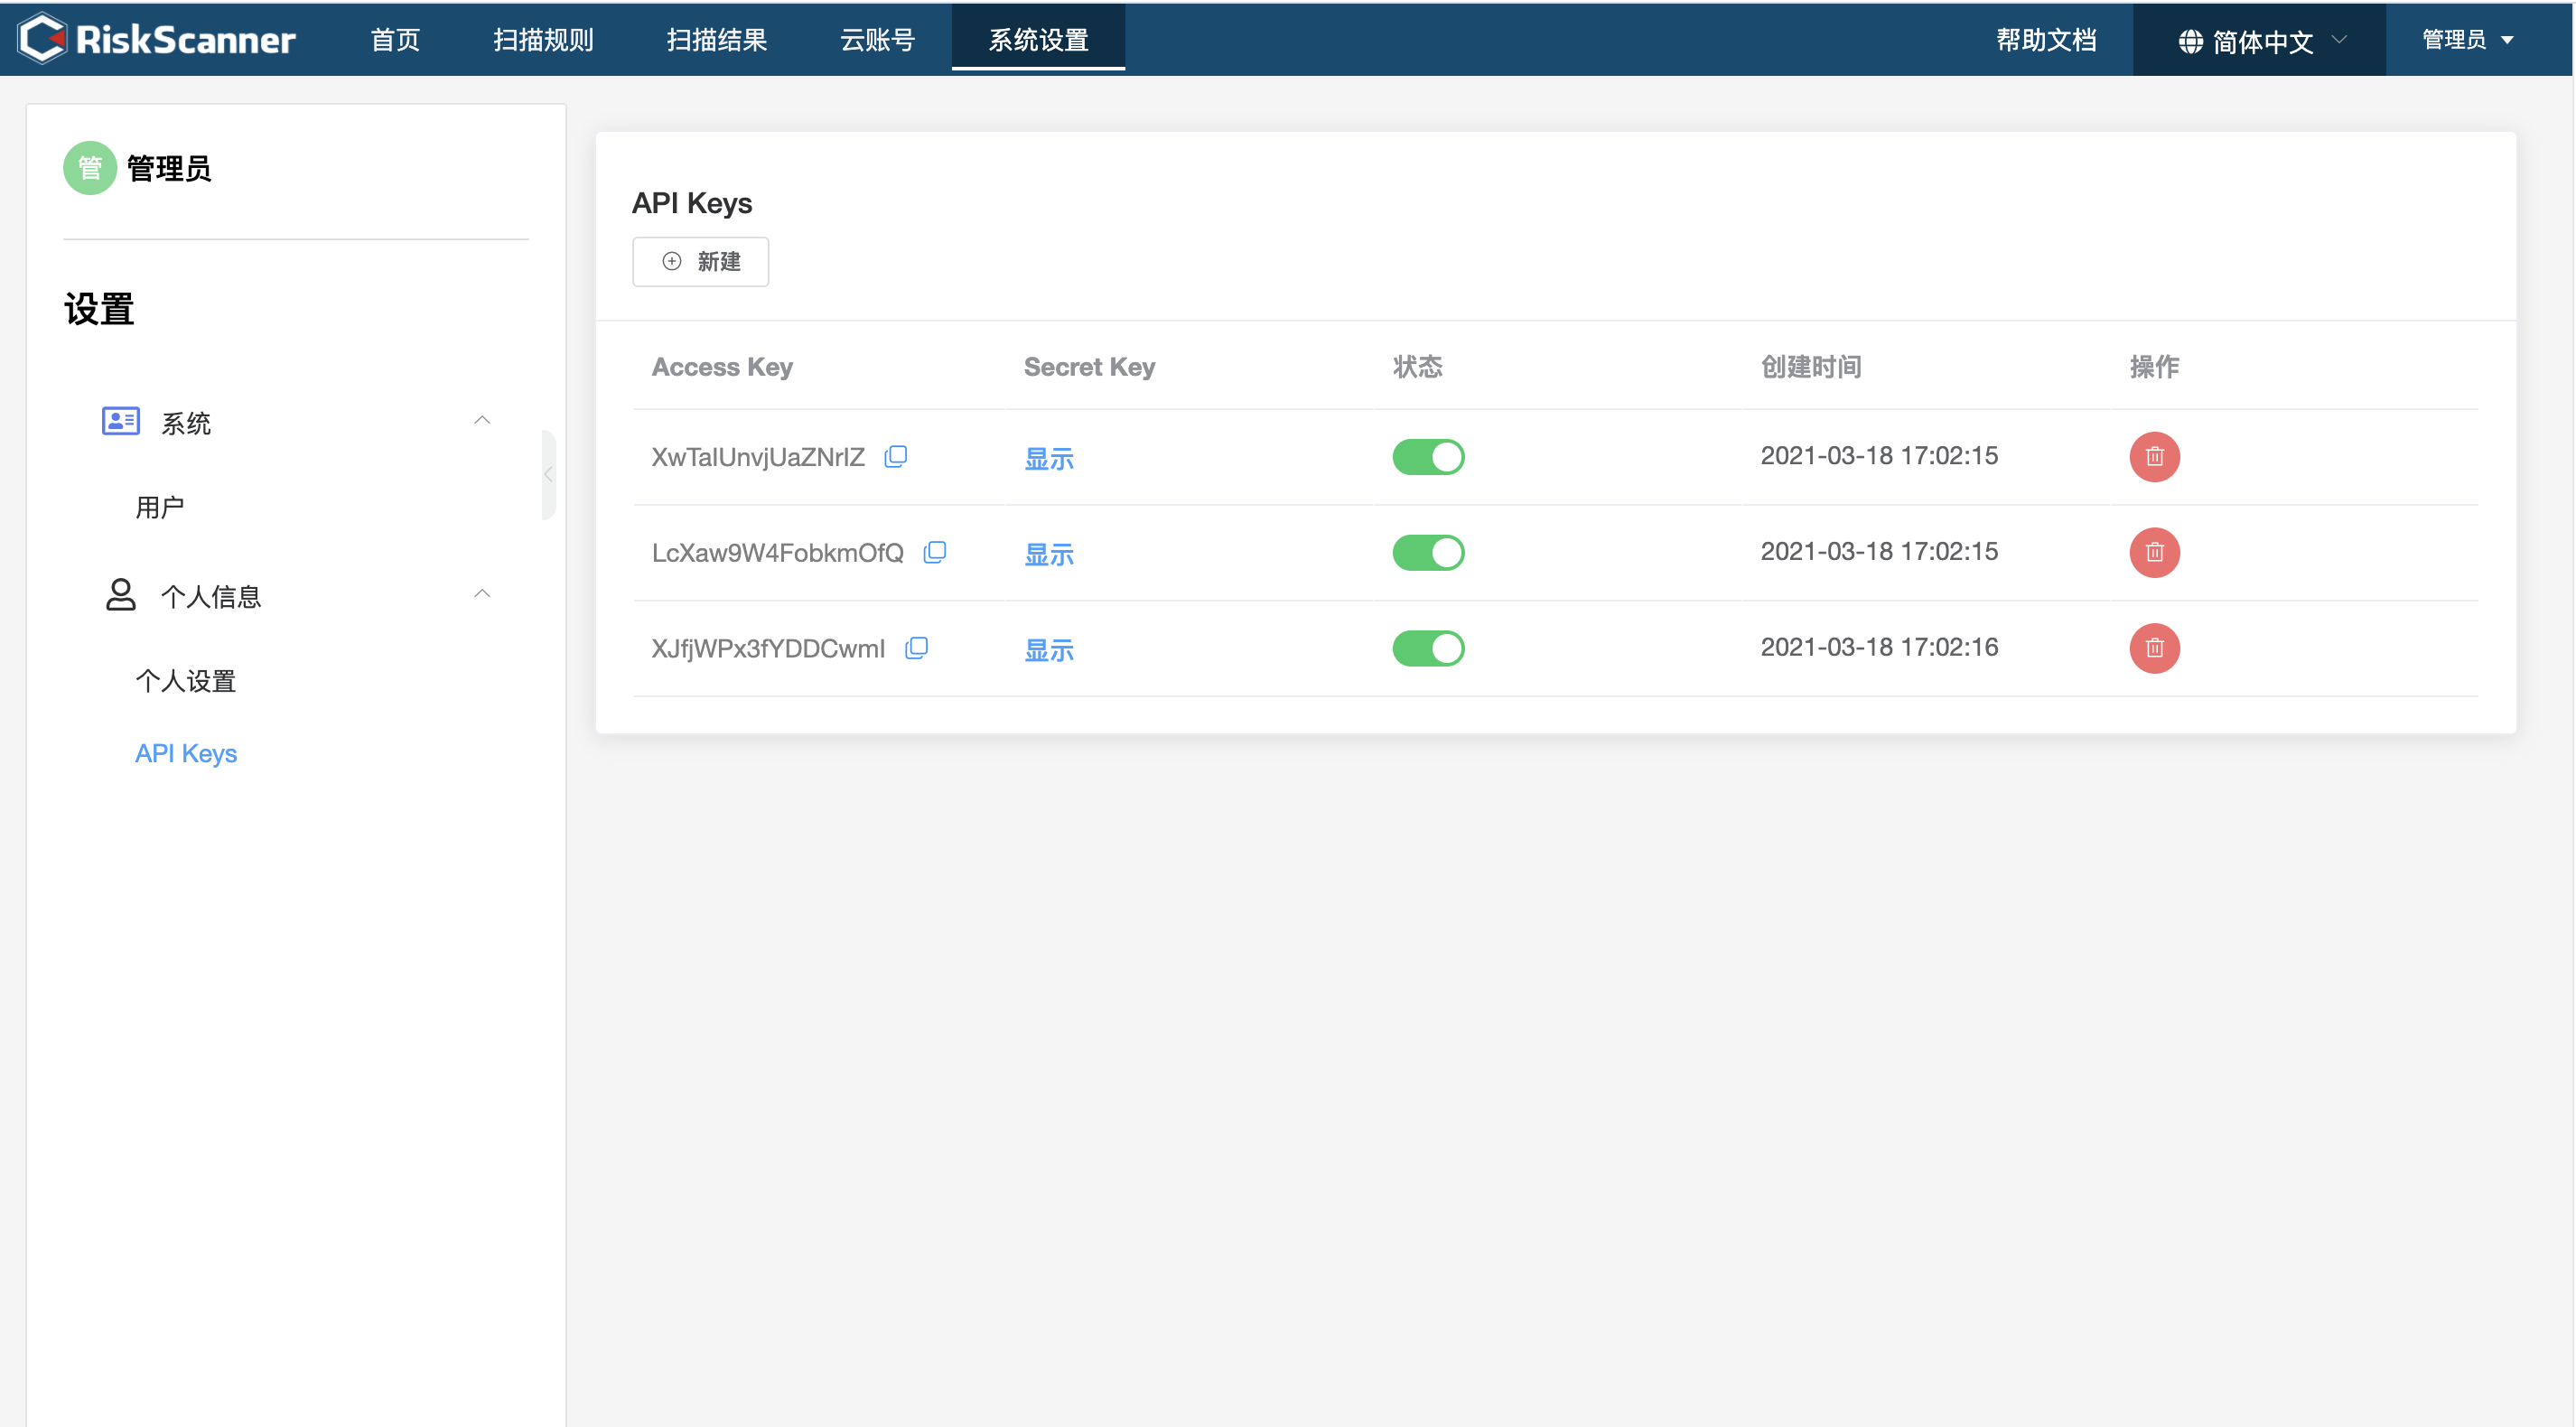 RiskScanner 首页 扫描规则 扫描结果 云账号 系统设置 帮助文档 简体中文 管理员
管 管理员
设置
系统
用户
个人信息
个人设置
API Keys
API Keys
新建
Access Key Secret Key 状态 创建时间 操作
XwTaIUnvjUaZNrIZ 显示 2021-03-18 17:02:15
LcXaw9W4FobkmOfQ 显示 2021-03-18 17:02:15
XJfjWPx3fYDDCwmI 显示 2021-03-18 17:02:16